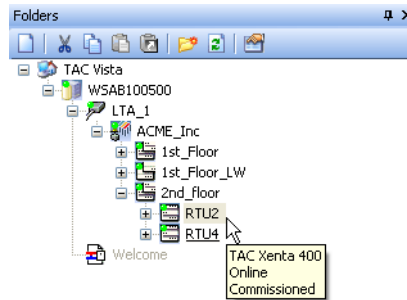 Folders
TAC Vista
WSAB100500
LTA_1
ACME_Inc
1st_Floor
1st_Floor_LW
2nd_floor
RTU2
RTU4
Welcome
TAC Xenta 400
Online
Commissioned